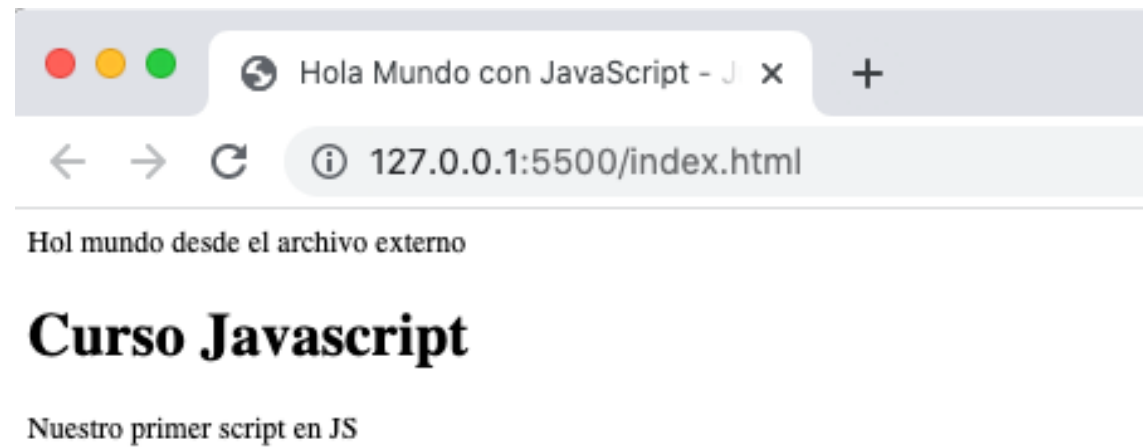 Hola Mundo con JavaScript - J
127.0.0.1:5500/index.html
Hol mundo desde el archivo externo
Curso Javascript
Nuestro primer script en JS